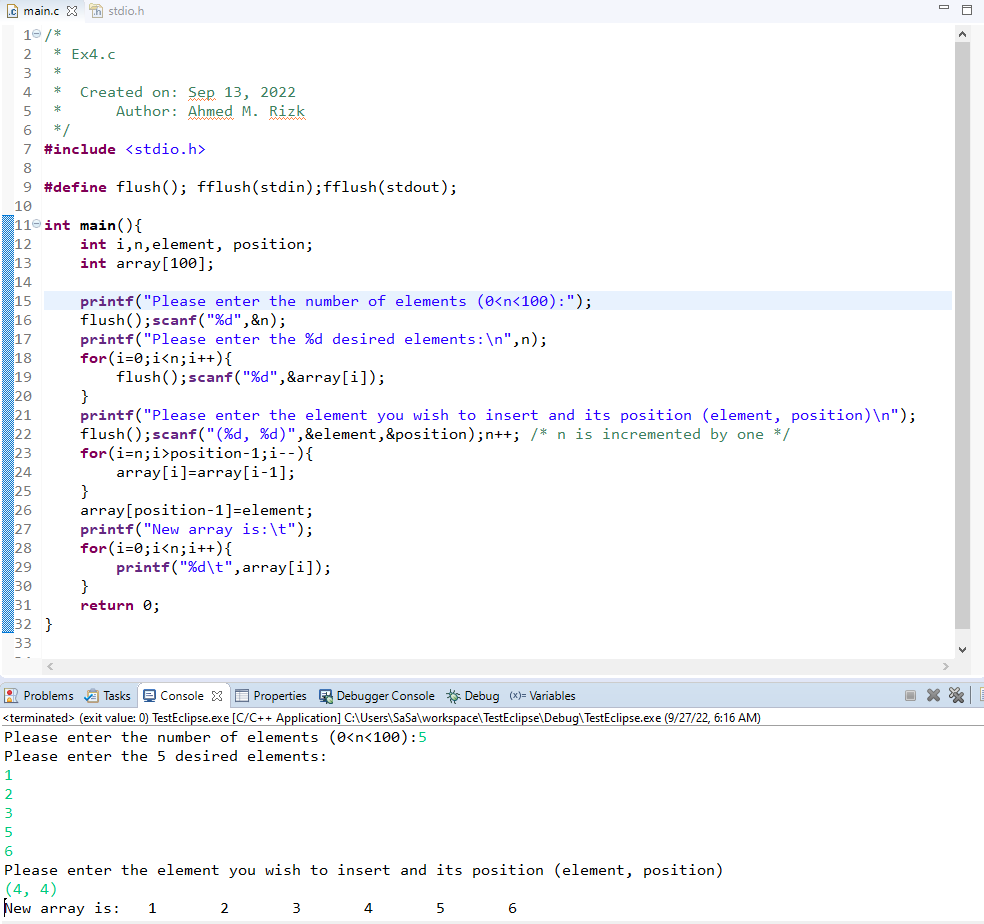 main.c stdio.h
1 /*
2  * Ex4.c
3  *
4  *  Created on: Sep 13, 2022
5  *      Author: Ahmed M. Rizk
6  */
7 #include <stdio.h>
8
9 #define flush(); fflush(stdin);fflush(stdout);
10
11 int main(){
12     int i,n,element, position;
13     int array[100];
14
15     printf("Please enter the number of elements (0<n<100):");
16     flush();scanf("%d",&n);
17     printf("Please enter the %d desired elements:\n",n);
18     for(i=0;i<n;i++){
19         flush();scanf("%d",&array[i]);
20     }
21     printf("Please enter the element you wish to insert and its position (element, position)\n");
22     flush();scanf("(%d, %d)",&element,&position);n++; /* n is incremented by one */
23     for(i=n;i>position-1;i--){
24         array[i]=array[i-1];
25     }
26     array[position-1]=element;
27     printf("New array is:\t");
28     for(i=0;i<n;i++){
29         printf("%d\t",array[i]);
30     }
31     return 0;
32 }
33
Problems Tasks Console Properties Debugger Console Debug (x)= Variables
<terminated> (exit value: 0) TestEclipse.exe [C/C++ Application] C:\Users\SaSa\workspace\TestEclipse\Debug\TestEclipse.exe (9/27/22, 6:16 AM)
Please enter the number of elements (0<n<100):5
Please enter the 5 desired elements:
1
2
3
5
6
Please enter the element you wish to insert and its position (element, position)
(4, 4)
New array is:   1       2       3       4       5       6